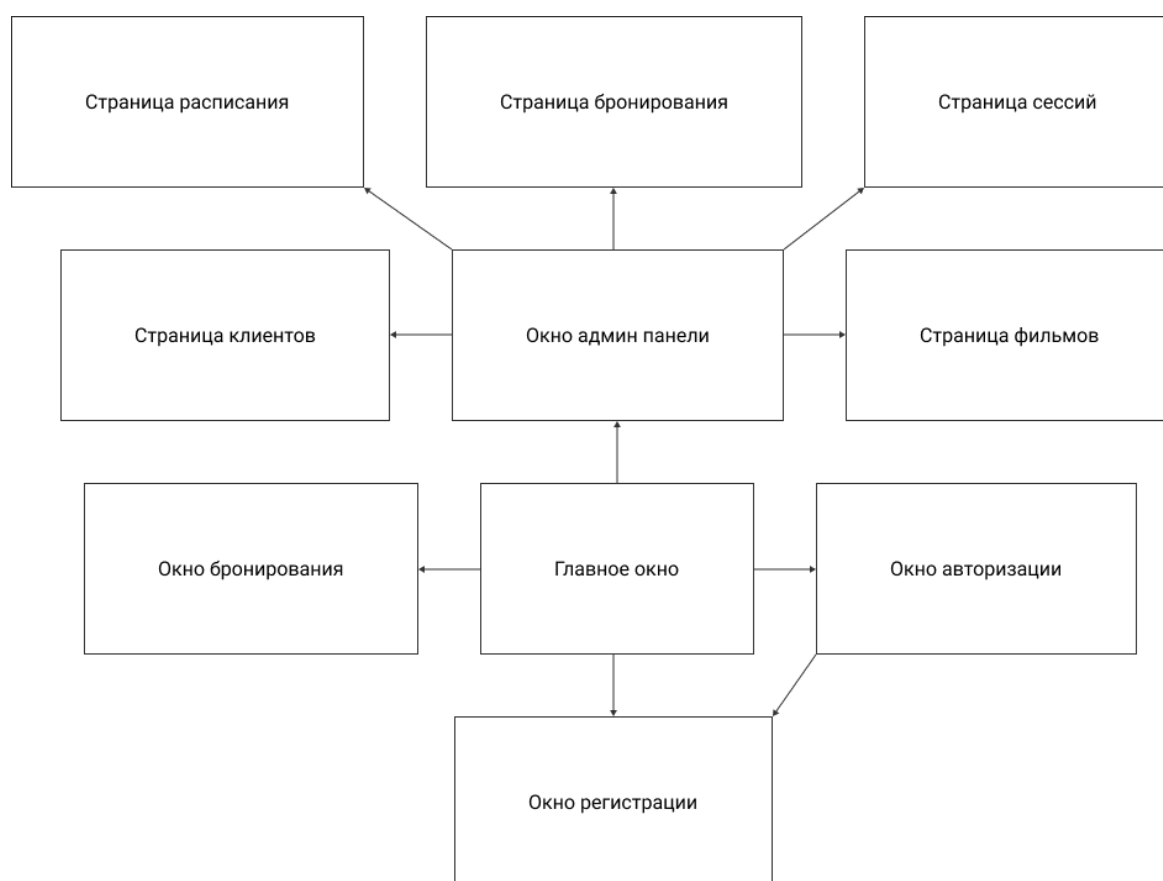 Страница расписания
Страница бронирования
Страница сессий
Страница клиентов
Окно админ панели
Страница фильмов
Окно бронирования
Главное окно
Окно авторизации
Окно регистрации